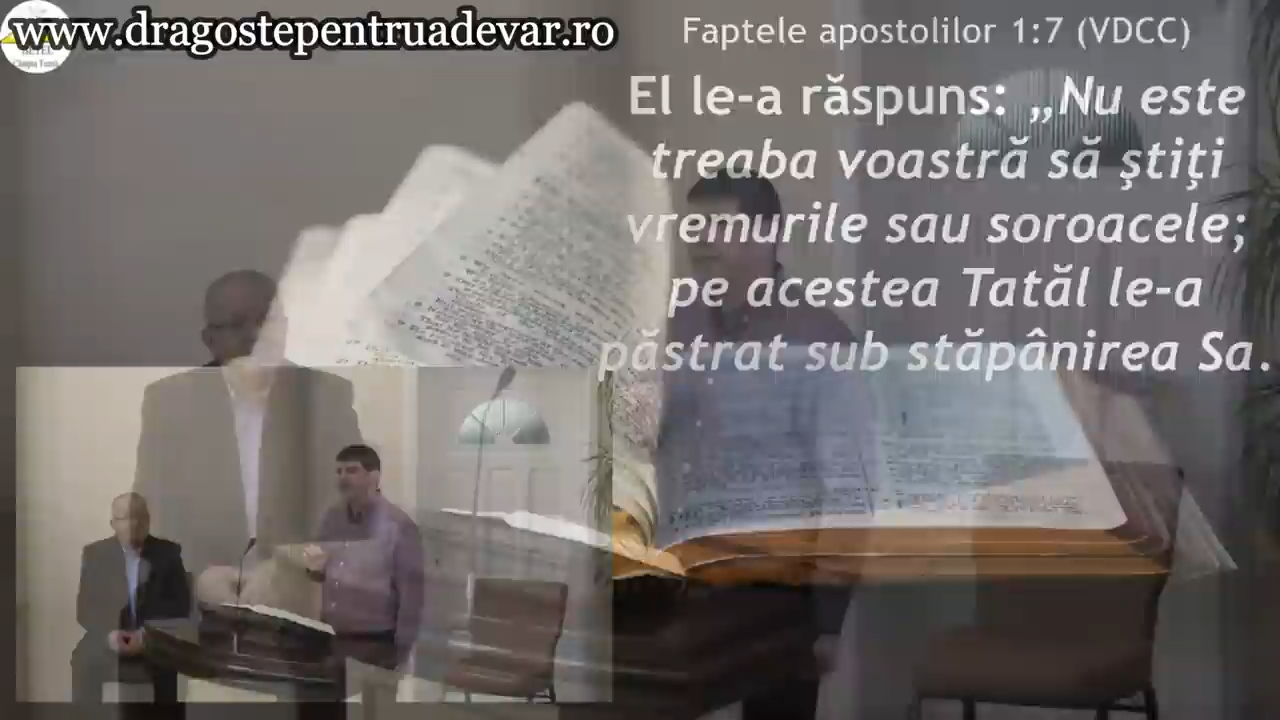 www.dragostepentruadevar.ro
Faptele apostolilor 1:7 (VDCC)
El le-a răspuns: „Nu este
treaba voastră să ştiţi
vremurile sau soroacele;
pe acestea Tatăl le-a
păstrat sub stăpânirea Sa.